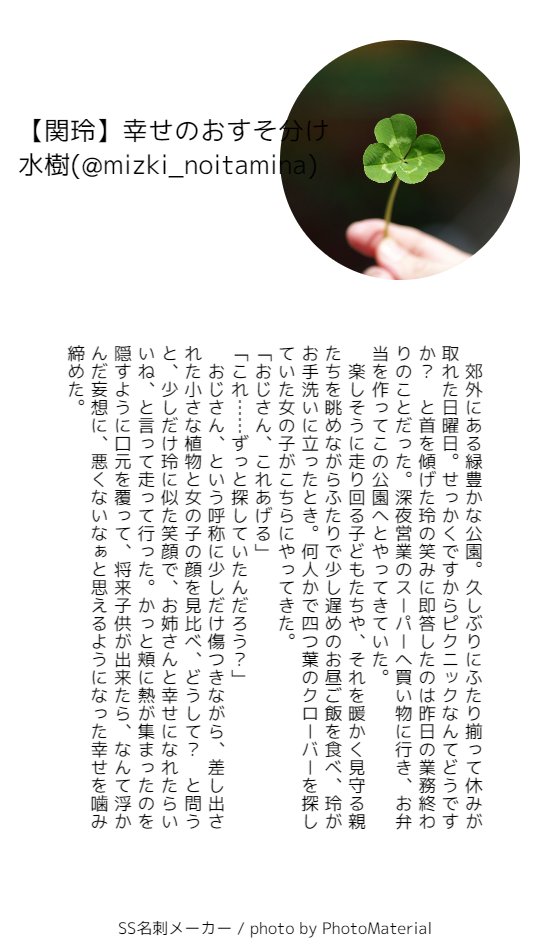 【関玲】幸せのおすそ分け
水樹(@mizki_noitamina)
　郊外にある緑豊かな公園。久しぶりにふたり揃って休みが
取れた日曜日。せっかくですからピクニックなんてどうです
か？　と首を傾げた玲の笑みに即答したのは昨日の業務終わ
りのことだった。深夜営業のスーパーへ買い物に行き、お弁
当を作ってこの公園へとやってきていた。
　楽しそうに走り回る子どもたちや、それを暖かく見守る親
たちを眺めながらふたりで少し遅めのお昼ご飯を食べ、玲が
お手洗いに立ったとき。何人かで四つ葉のクローバーを探し
ていた女の子がこちらにやってきた。
「おじさん、これあげる」
「これ……ずっと探していたんだろう？」
　おじさん、という呼称に少しだけ傷つきながら、差し出さ
れた小さな植物と女の子の顔を見比べ、どうして？　と問う
と、少しだけ玲に似た笑顔で、お姉さんと幸せになれたらい
いね、と言って走って行った。かっと頬に熱が集まったのを
隠すように口元を覆って、将来子供が出来たら、なんて浮か
んだ妄想に、悪くないなぁと思えるようになった幸せを噛み
締めた。
SS名刺メーカー / photo by PhotoMaterial